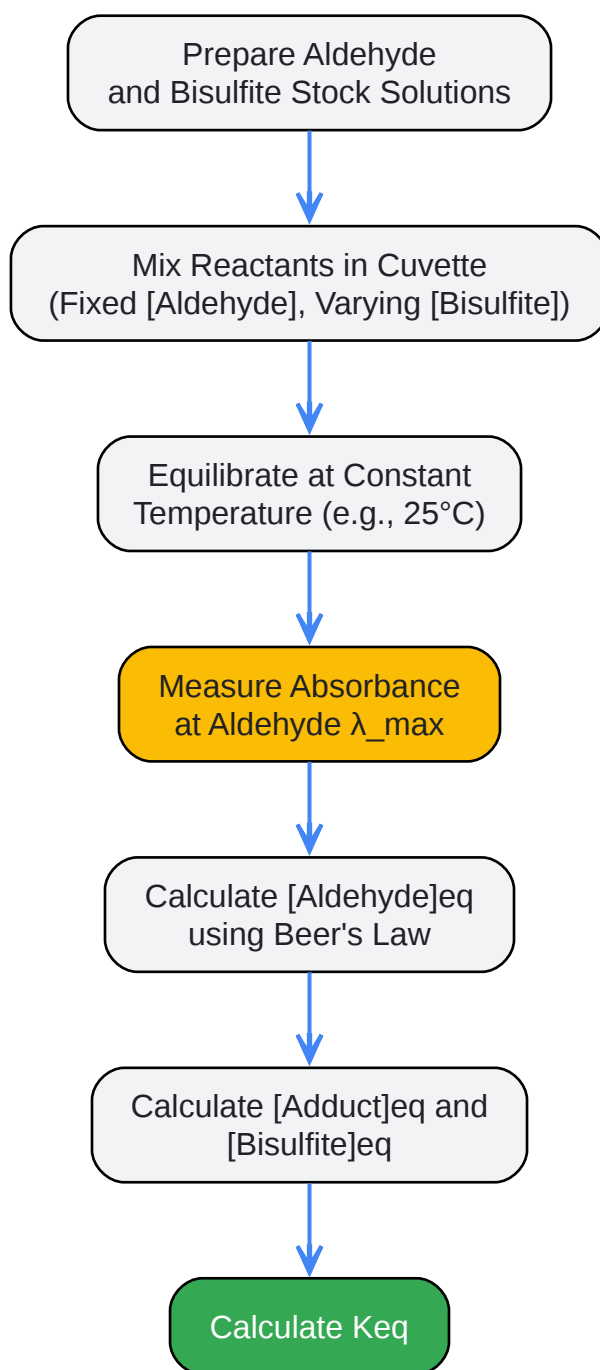 Prepare Aldehyde
and Bisulfite Stock Solutions
Mix Reactants in Cuvette
(Fixed [Aldehyde], Varying [Bisulfite])
Equilibrate at Constant
Temperature (e.g., 25°C)
Measure Absorbance
at Aldehyde λ_max
Calculate [Aldehyde]eq
using Beer's Law
Calculate [Adduct]eq and
[Bisulfite]eq
Calculate Keq